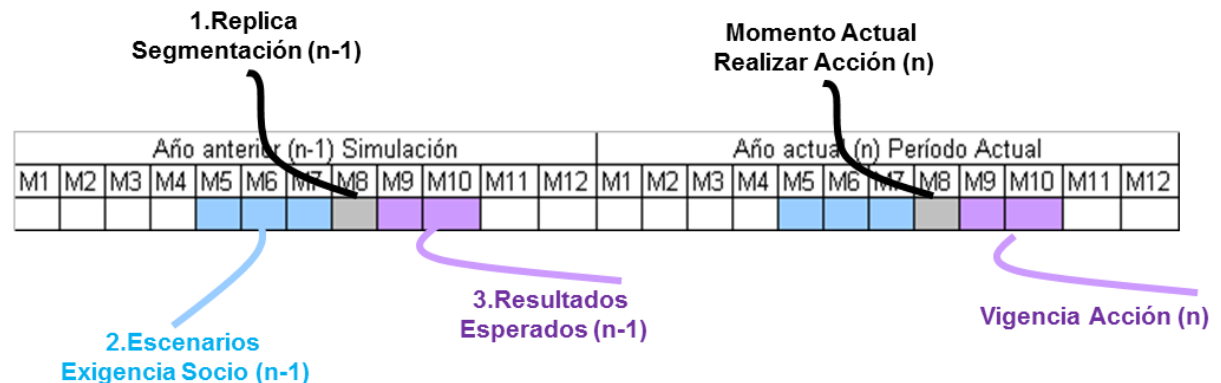 1.Replica
Segmentación (n-1)
Momento Actual
Realizar Acción (n)
Año anterior (n-1) Simulación Año actual (n) Período Actual
M1 M2 M3 M4 M5 M6 M7 M8 M9 M10 M11 M12 M1 M2 M3 M4 M5 M6 M7 M8 M9 M10 M11 M12
3.Resultados
Esperados (n-1)
Vigencia Acción (n)
2.Escenarios
Exigencia Socio (n-1)